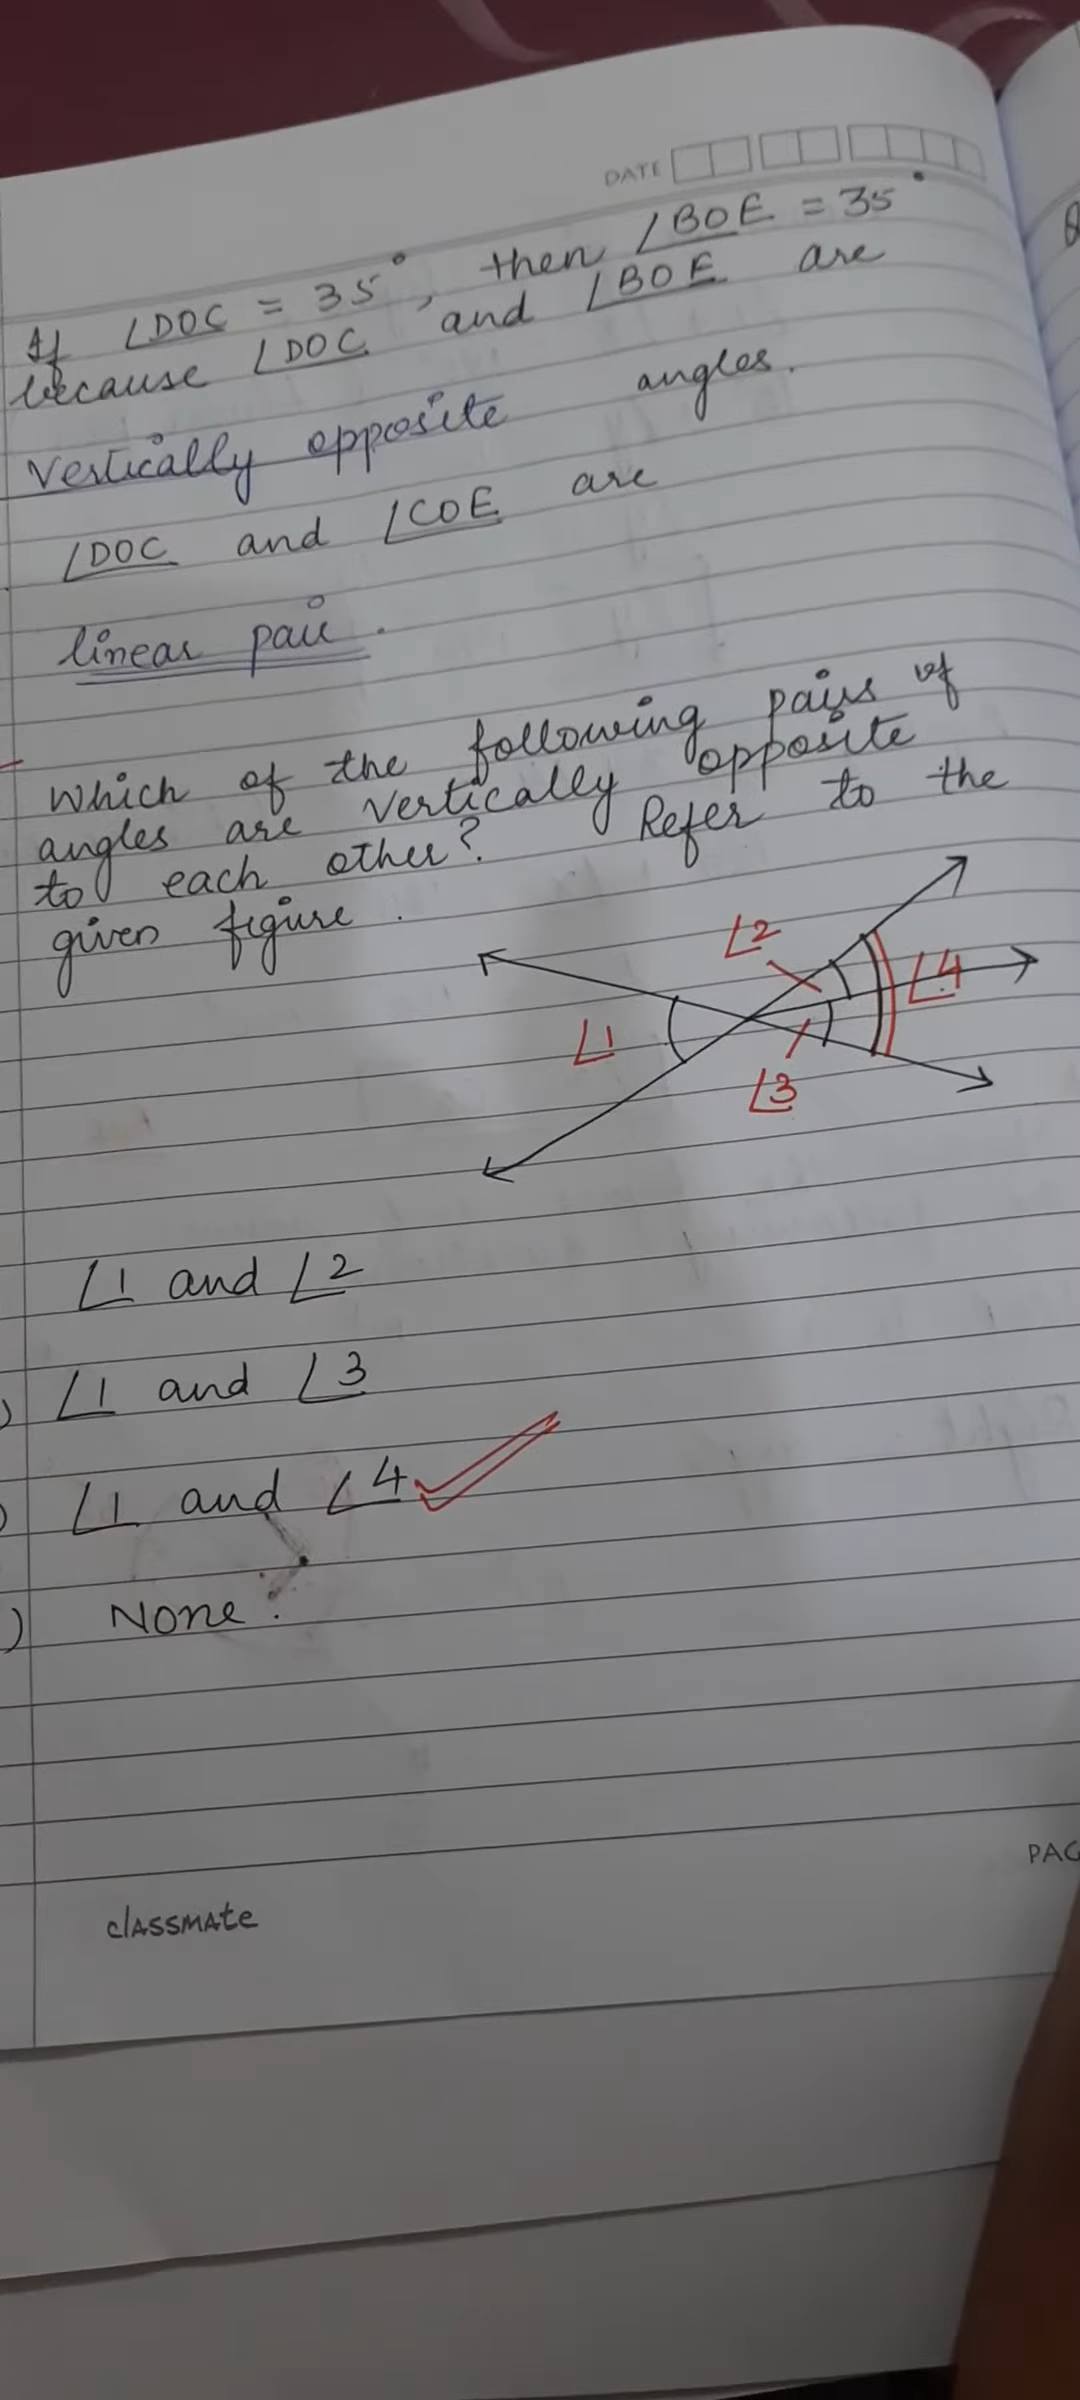 DATE
If ∠DOC = 35°, then ∠BOE = 35°
because ∠DOC and ∠BOE are
vertically opposite angles.
∠DOC and ∠COE are
linear pair.
Which of the following pairs of
angles are vertically opposite
to each other? Refer to the
given figure.
∠2
∠4
∠1
∠3
∠1 and ∠2
) ∠1 and ∠3
) ∠1 and ∠4
) None.
PAG
classmate